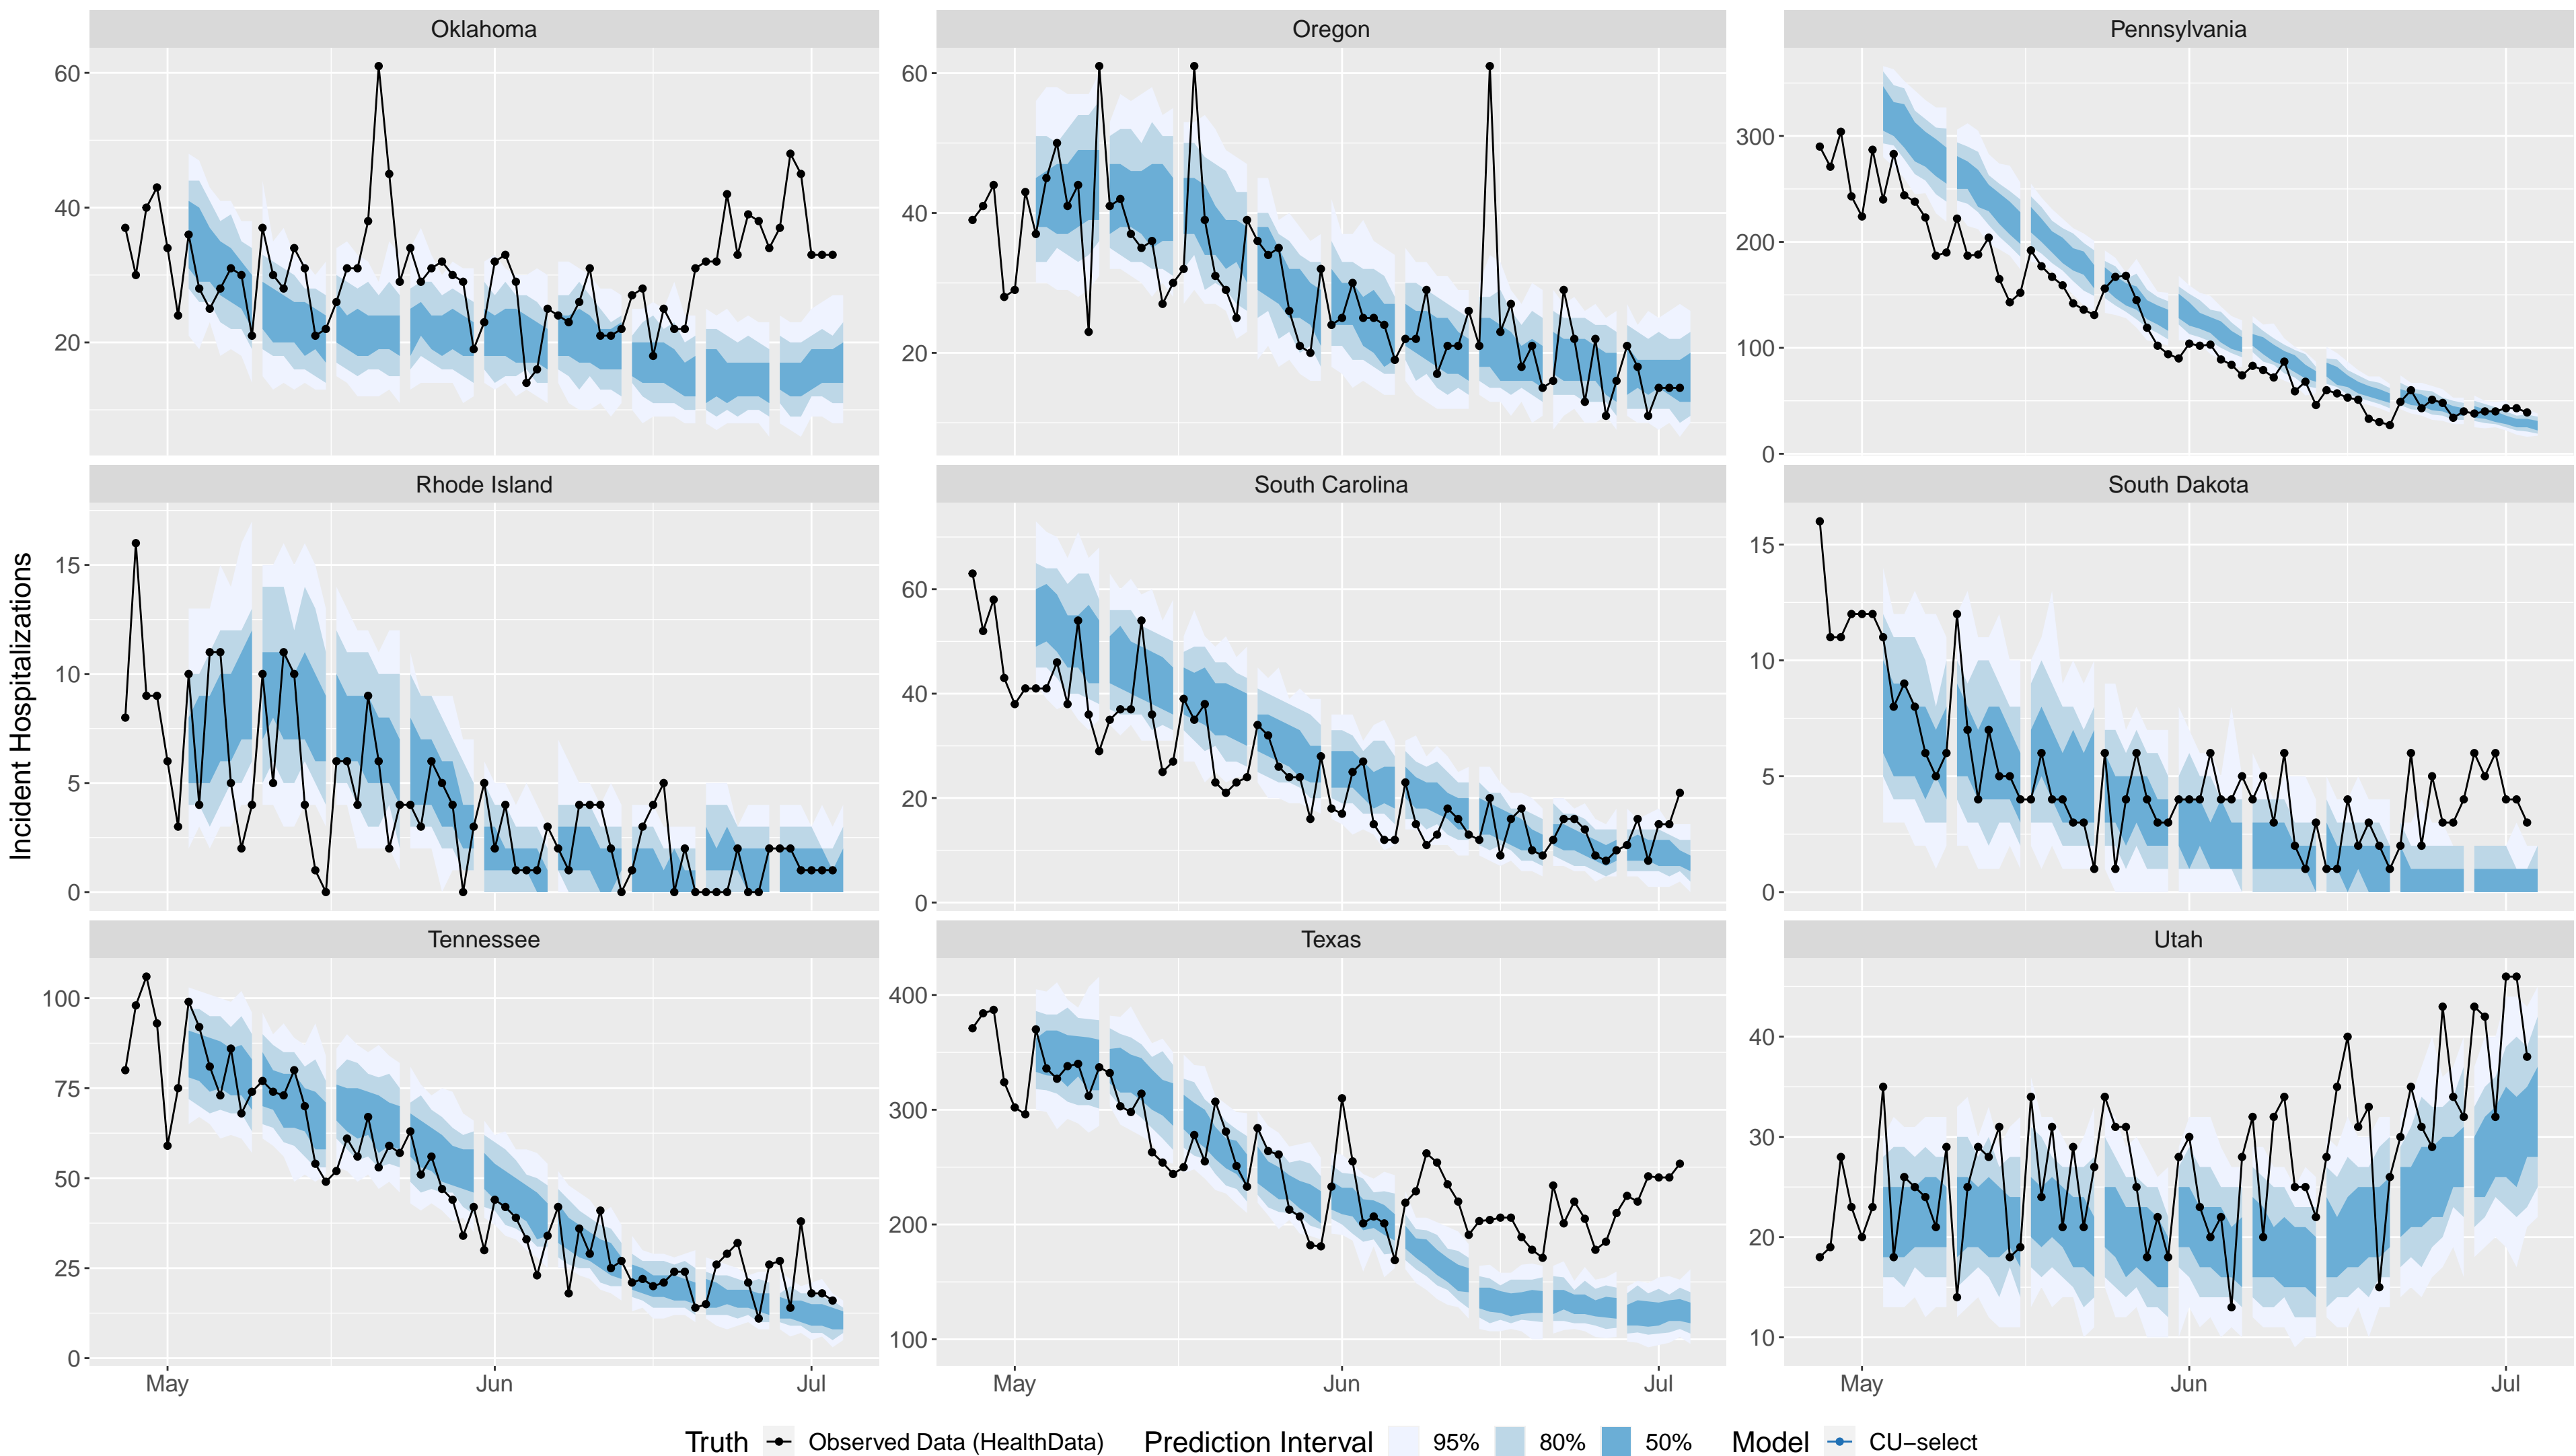 Oklahoma
Oregon
Pennsylvania
60
40
20
60
40
20
300
200
100
0
Rhode Island
South Carolina
South Dakota
Incident Hospitalizations
15
10
5
0
60
40
20
0
15
10
5
0
Tennessee
Texas
Utah
100
75
50
25
0
400
300
200
100
40
30
20
10
May Jun Jul May Jun Jul May Jun Jul
Truth Observed Data (HealthData) Prediction Interval 95% 80% 50% Model CU−select